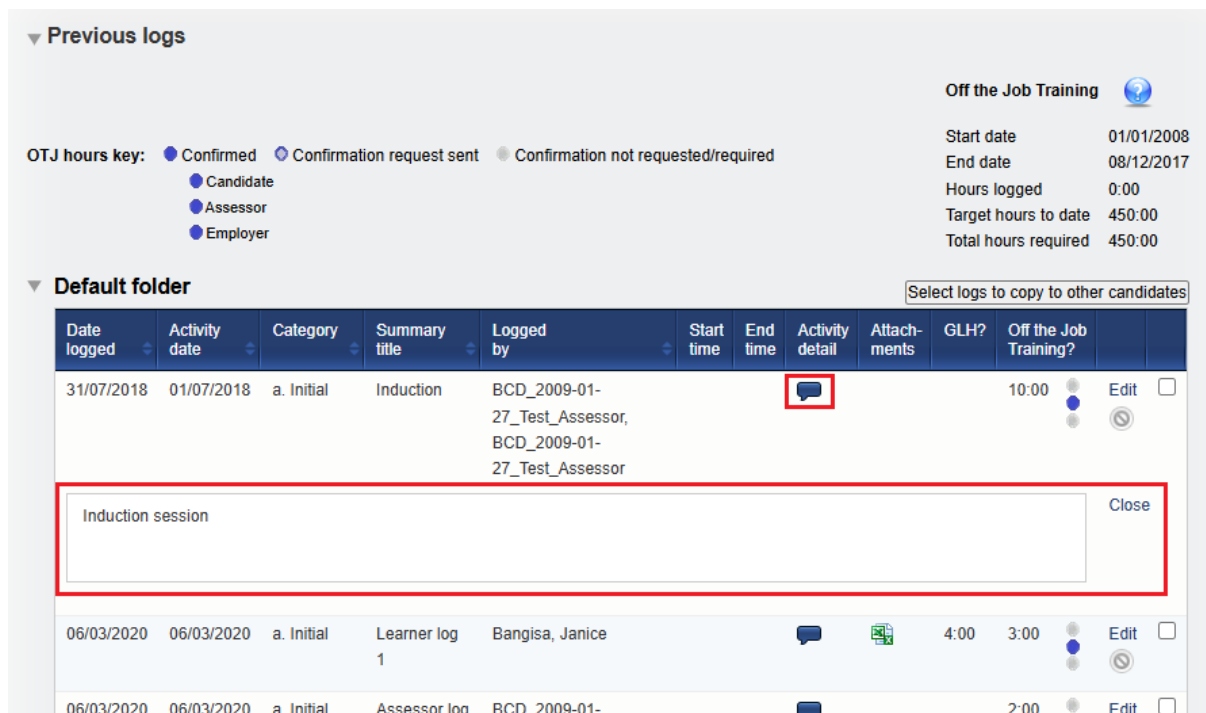 Previous logs
Off the Job Training
Start date 01/01/2008
OTJ hours key: Confirmed Confirmation request sent Confirmation not requested/required
End date 08/12/2017
Candidate
Hours logged 0:00
Assessor
Target hours to date 450:00
Employer
Total hours required 450:00
Default folder
Select logs to copy to other candidates
Date logged Activity date Category Summary title Logged by Start time End time Activity detail Attach-ments GLH? Off the Job Training?
31/07/2018 01/07/2018 a. Initial Induction BCD_2009-01- 10:00 Edit
27_Test_Assessor,
BCD_2009-01-
27_Test_Assessor
Induction session Close
06/03/2020 06/03/2020 a. Initial Learner log Bangisa, Janice 4:00 3:00 Edit
1
06/03/2020 06/03/2020 a. Initial Assessor log BCD_2009-01- 2:00 Edit